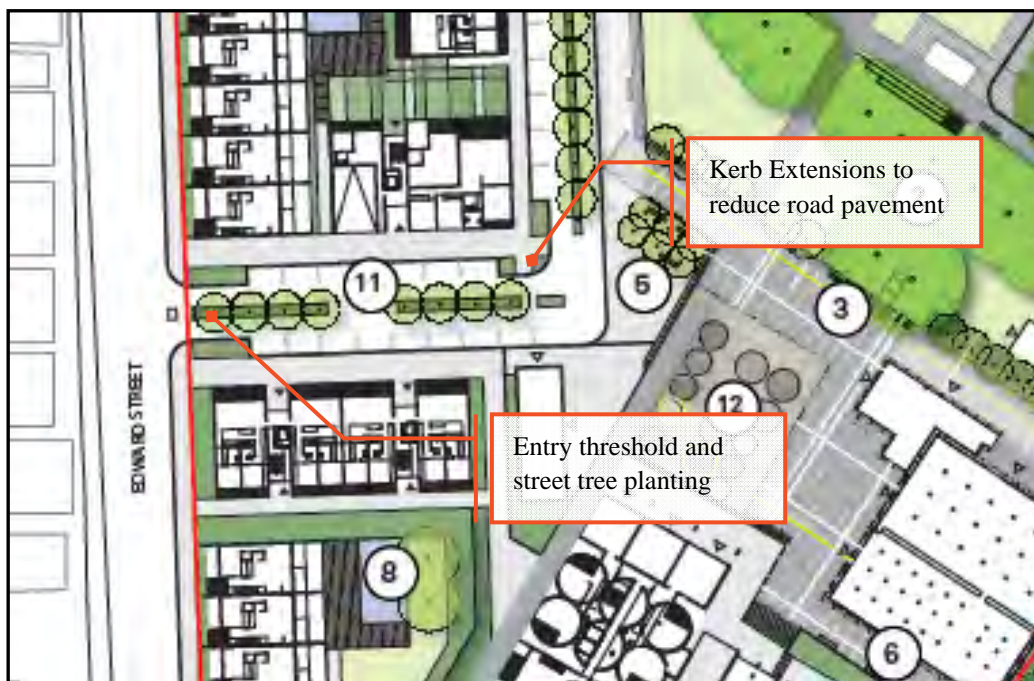 Kerb Extensions to
reduce road pavement
11
5
3
12
Entry threshold and
street tree planting
EDWARD STREET
8
6